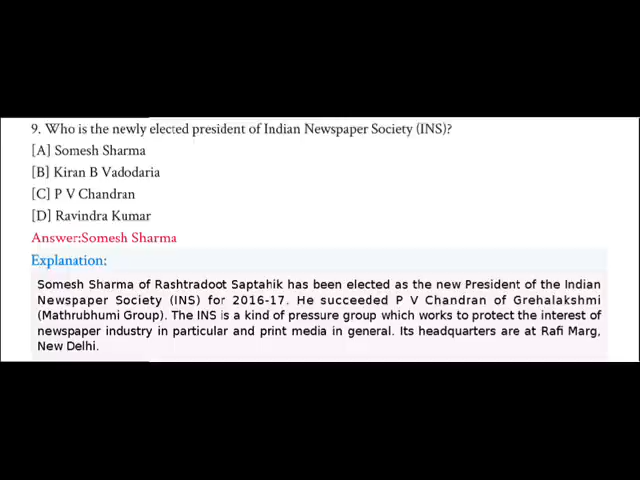 9. Who is the newly elected president of Indian Newspaper Society (INS)?
[A] Somesh Sharma
[B] Kiran B Vadodaria
[C] P V Chandran
[D] Ravindra Kumar
Answer:Somesh Sharma
Explanation:
Somesh Sharma of Rashtradoot Saptahik has been elected as the new President of the Indian
Newspaper Society (INS) for 2016-17. He succeeded P V Chandran of Grehalakshmi
(Mathrubhumi Group). The INS is a kind of pressure group which works to protect the interest of
newspaper industry in particular and print media in general. Its headquarters are at Rafi Marg,
New Delhi.